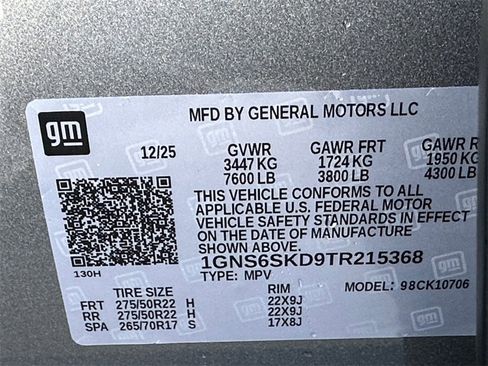 gm
MFD BY GENERAL MOTORS LLC
12/25 GVWR GAWR FRT GAWR R
3447 KG 1724 KG 1950 KG
7600 LB 3800 LB 4300 LB
THIS VEHICLE CONFORMS TO ALL
APPLICABLE U.S. FEDERAL MOTOR
VEHICLE SAFETY STANDARDS IN EFFECT
ON THE DATE OF MANUFACTURE
SHOWN ABOVE.
130H
1GNS6SKD9TR215368
TYPE: MPV
MODEL: 98CK10706
TIRE SIZE RIM
FRT 275/50R22 H 22X9J
RR 275/50R22 H 22X9J
SPA 265/70R17 S 17X8J